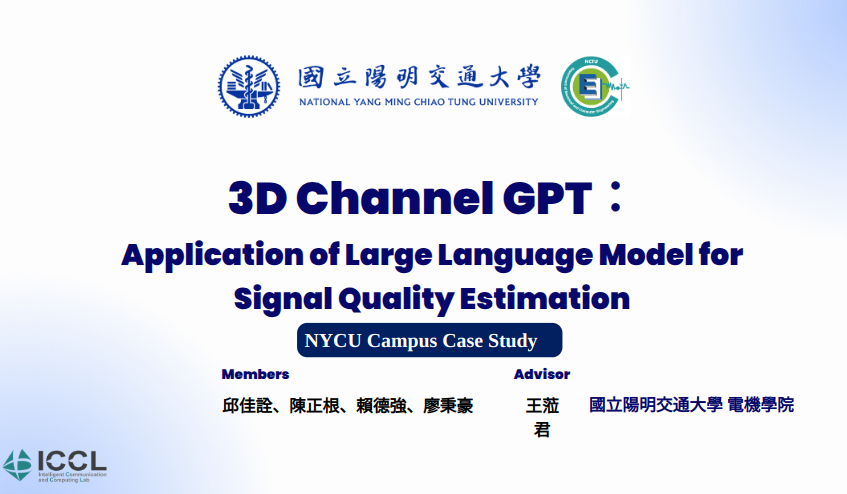 國立陽明交通大學
NATIONAL YANG MING CHIAO TUNG UNIVERSITY
NCTU
3D Channel GPT：
Application of Large Language Model for
Signal Quality Estimation
NYCU Campus Case Study
Members
Advisor
邱佳詮、陳正根、賴德強、廖秉豪
王蒞
君
國立陽明交通大學 電機學院
ICCL
Intelligent Communication
and Computing Lab